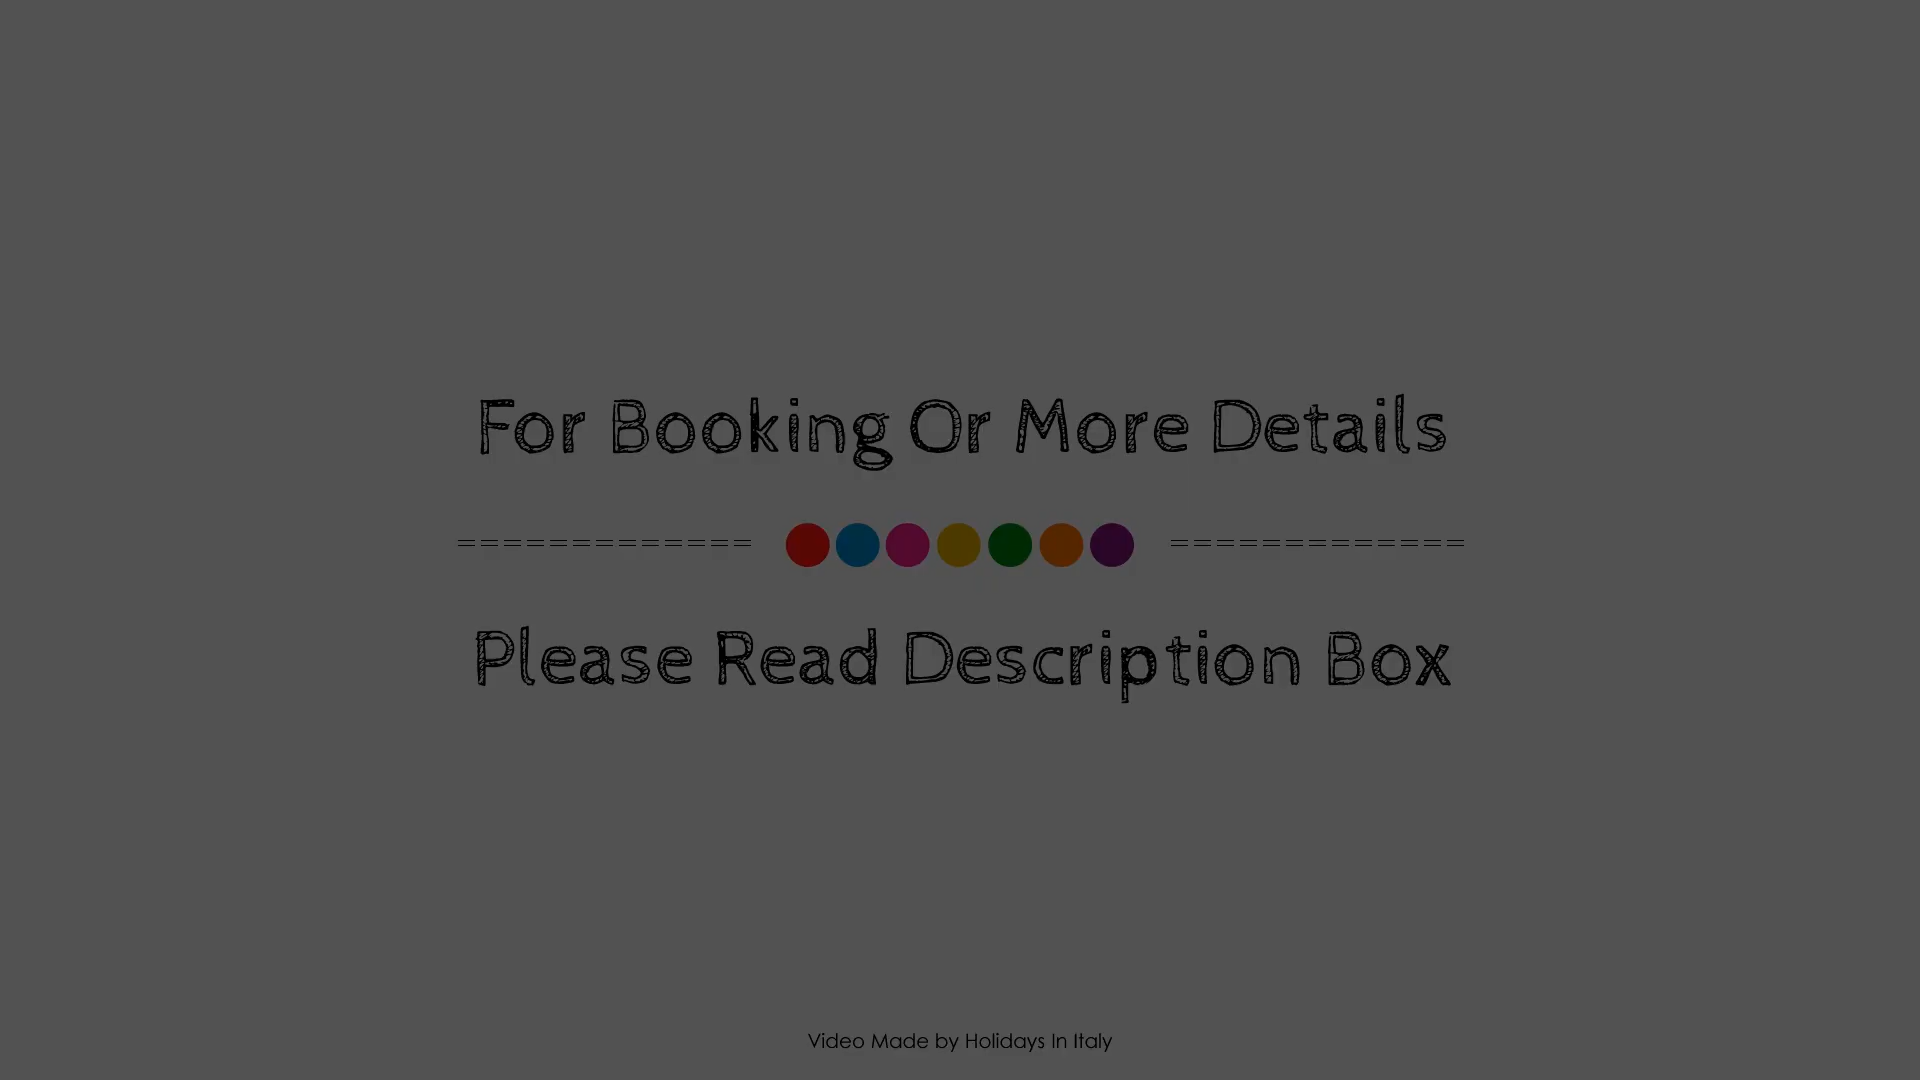 For Booking Or More Details
============= =============
Please Read Description Box
Video Made by Holidays In Italy